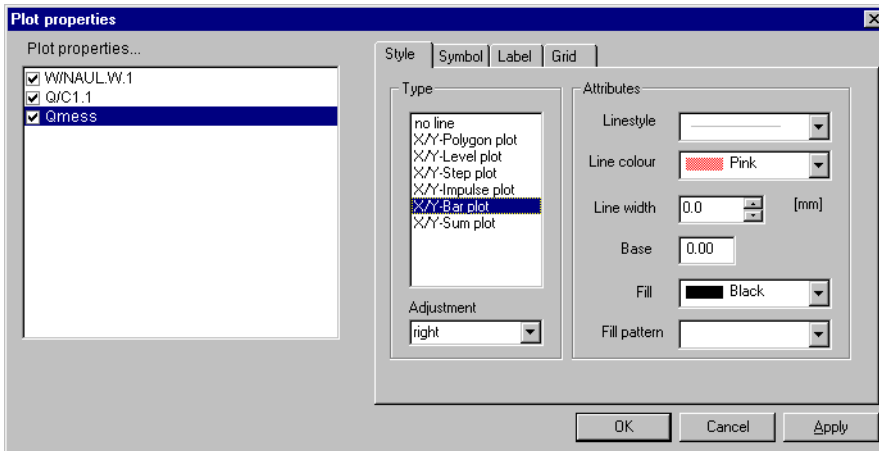 Plot properties
Plot properties...
W/NAUL.W.1
Q/C1.1
Qmess
Style Symbol Label Grid
Type
no line
X/Y-Polygon plot
X/Y-Level plot
X/Y-Step plot
X/Y-Impulse plot
X/Y-Bar plot
X/Y-Sum plot
Adjustment
right
Attributes
Linestyle
Line colour Pink
Line width 0.0 [mm]
Base 0.00
Fill Black
Fill pattern
OK Cancel Apply